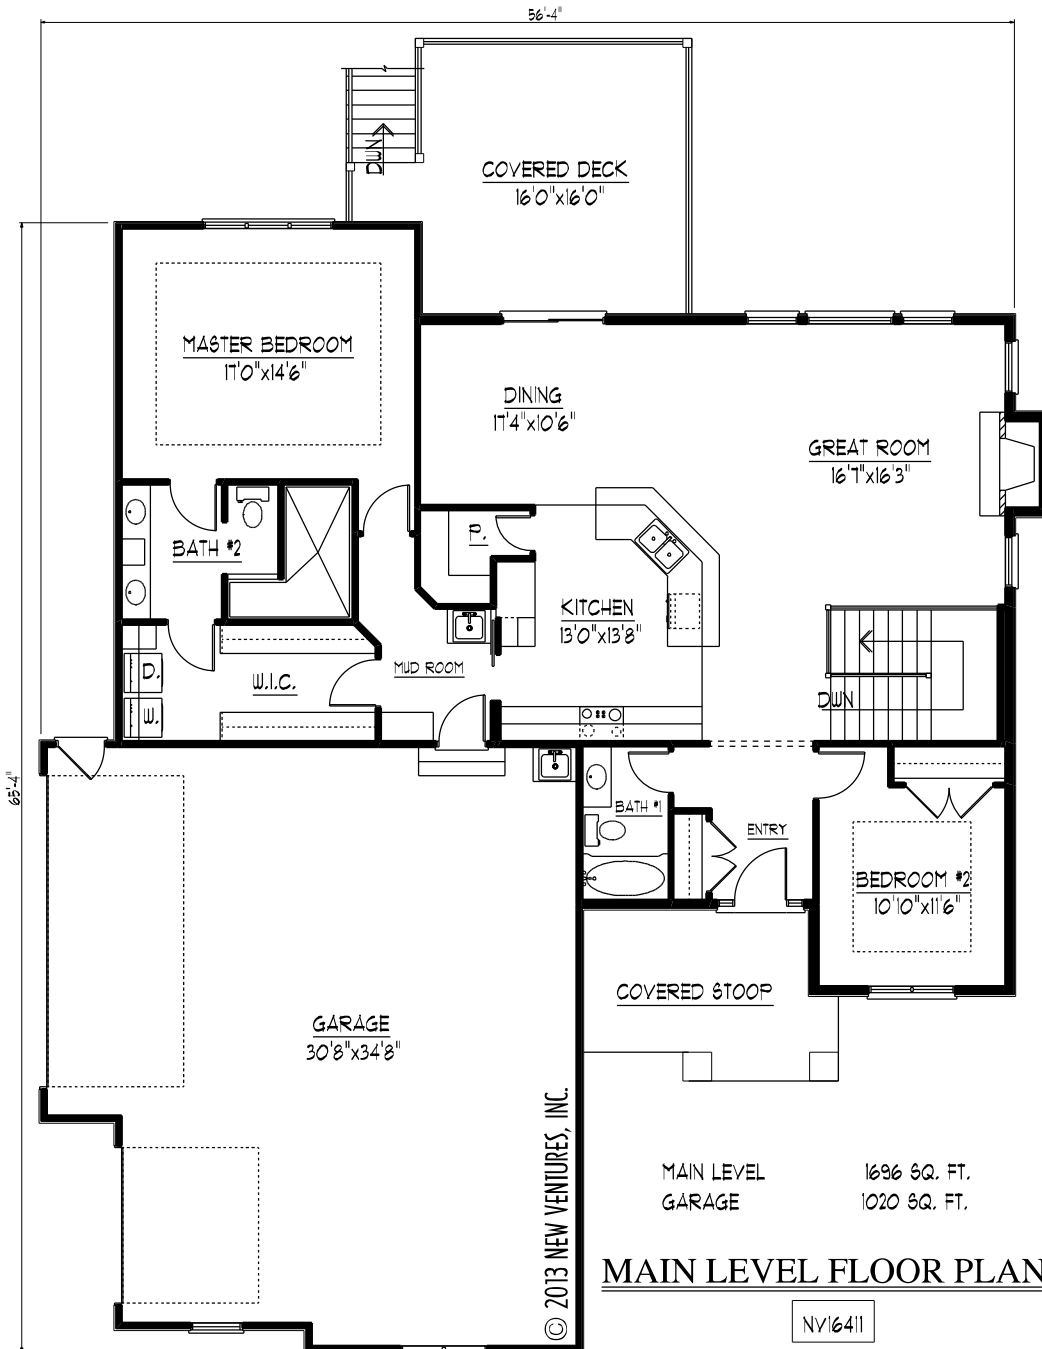 56'-4"
DWN
COVERED DECK
16'0"x16'0"
MASTER BEDROOM
17'0"x14'6"
DINING
17'4"x10'6"
GREAT ROOM
16'7"x16'3"
P.
BATH #2
KITCHEN
13'0"x13'8"
D.
W.I.C.
MUD ROOM
W.
DWN
65'-4"
BATH #1
ENTRY
BEDROOM #2
10'10"x11'6"
COVERED STOOP
GARAGE
30'8"x34'8"
© 2013 NEW VENTURES, INC.
MAIN LEVEL 1696 SQ. FT.
GARAGE 1020 SQ. FT.
MAIN LEVEL FLOOR PLAN
NV16411